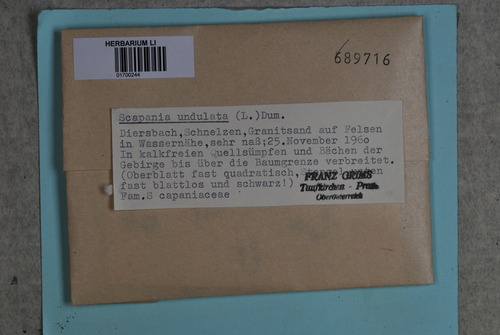 HERBARIUM LI
01700244
689716
Scapania undulata (L.)Dum.
Diersbach,Schnelzen,Granitsand auf Felsen
in Wassernähe,sehr naß;25.November 1960
In kalkfreien Quellsümpfen und Bächen der
Gebirge bis über die Baumgrenze verbreitet.
(Oberblatt fast quadratisch,
fast blattlos und schwarz!)
Fam.S capaniaceae
FRANZ GRIMS
Taufkirchen - Pram
Oberösterreich